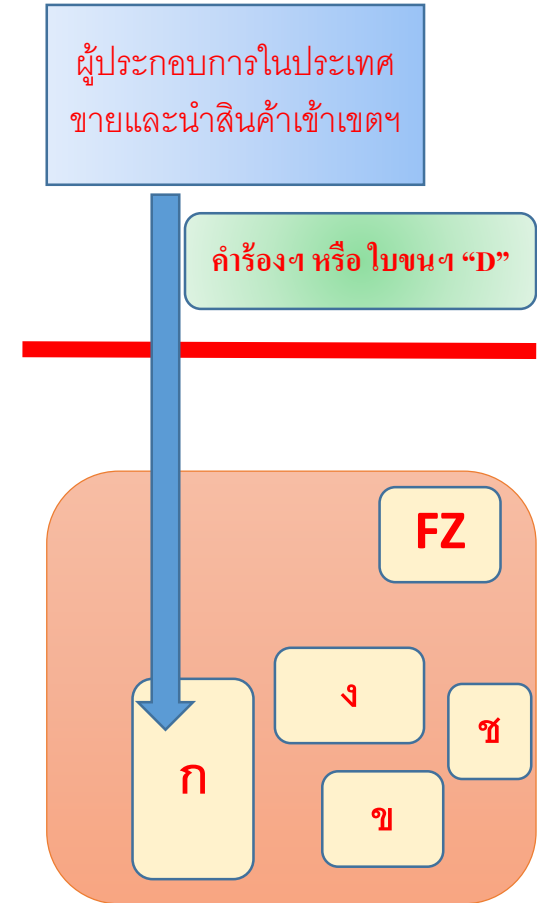 ผู้ประกอบการในประเทศ
ขายและนำสินค้าเข้าเขตฯ
คำร้องฯ หรือ ใบขนฯ “D”
FZ
ง
ช
ก
ข